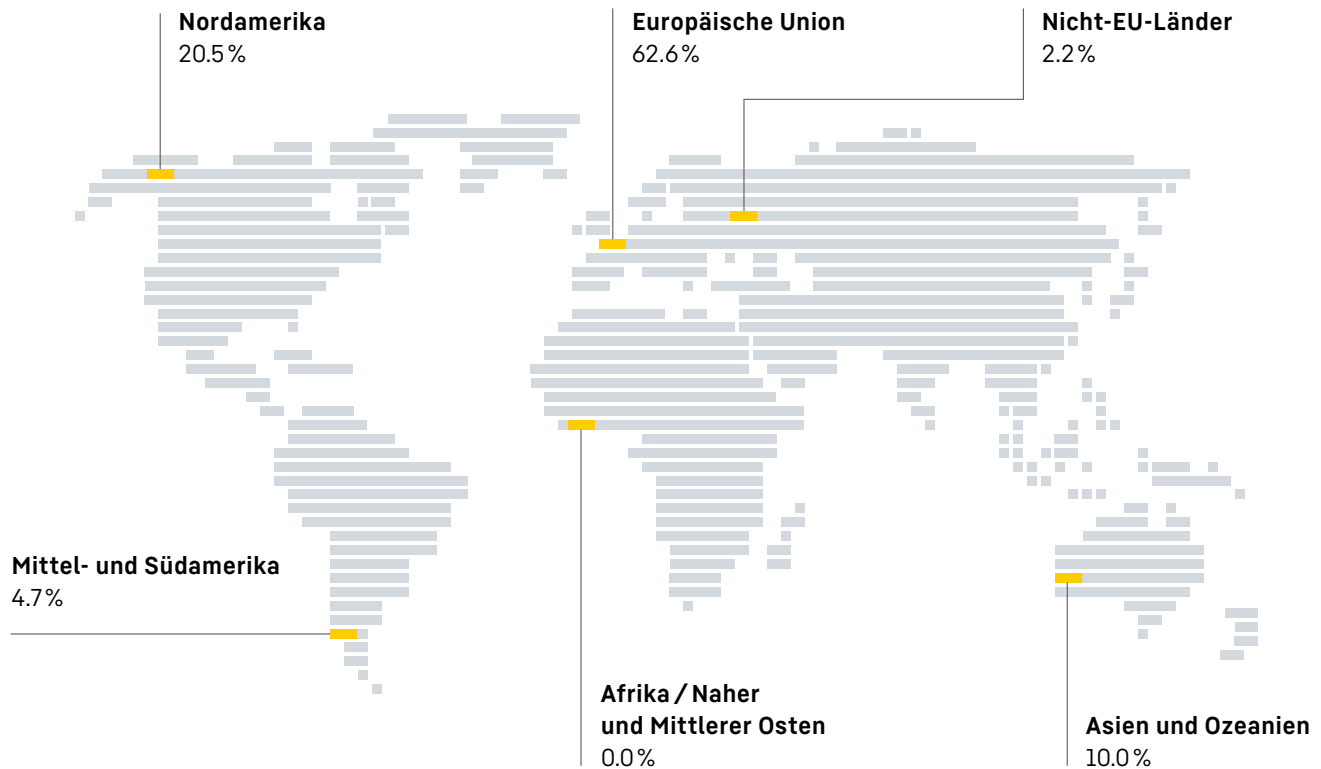 Nordamerika
20.5 %
Europäische Union
62.6 %
Nicht-EU-Länder
2.2 %
Mittel- und Südamerika
4.7 %
Afrika / Naher
und Mittlerer Osten
0.0 %
Asien und Ozeanien
10.0 %